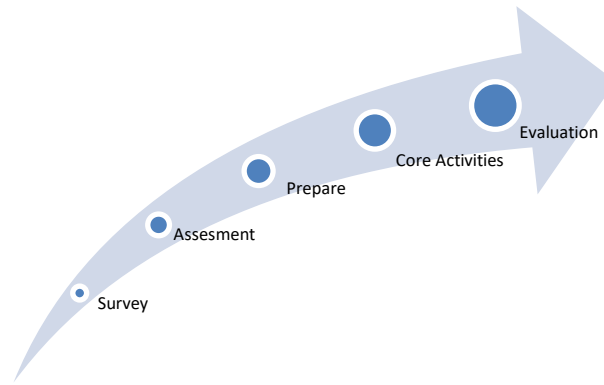 Survey
Assesment
Prepare
Core Activities
Evaluation